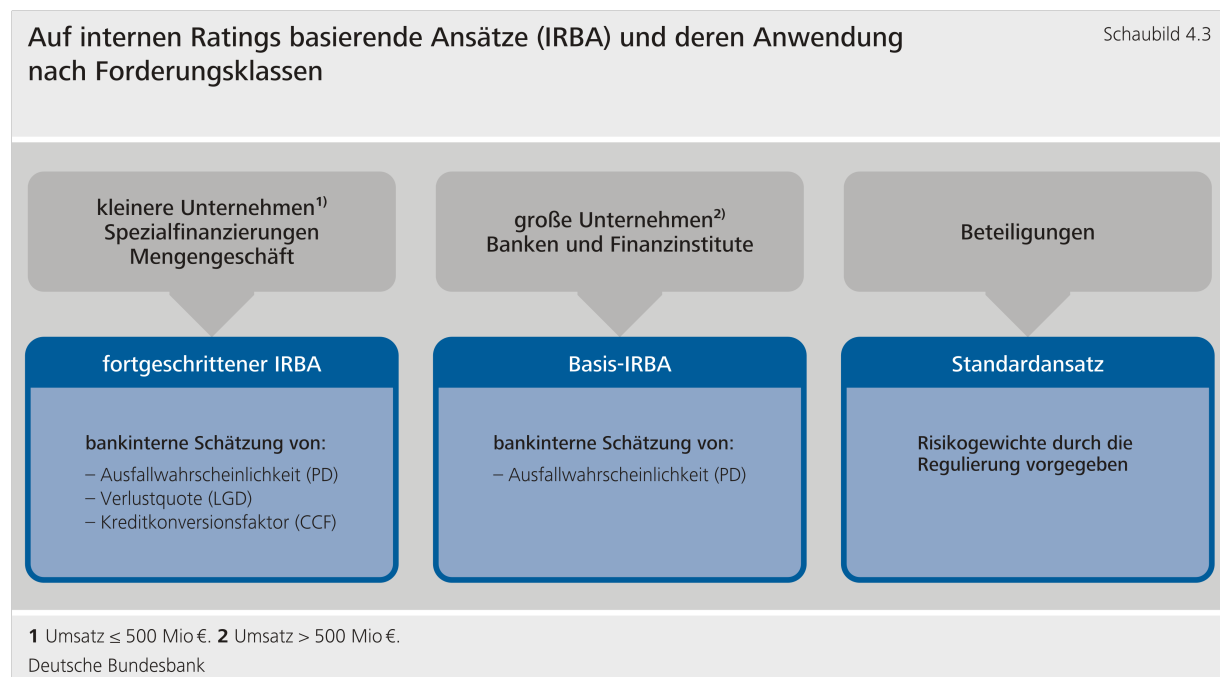 Auf internen Ratings basierende Ansätze (IRBA) und deren Anwendung
nach Forderungsklassen
Schaubild 4.3
kleinere Unternehmen¹⁾
Spezialfinanzierungen
Mengengeschäft
große Unternehmen²⁾
Banken und Finanzinstitute
Beteiligungen
fortgeschrittener IRBA
bankinterne Schätzung von:
– Ausfallwahrscheinlichkeit (PD)
– Verlustquote (LGD)
– Kreditkonversionsfaktor (CCF)
Basis-IRBA
bankinterne Schätzung von:
– Ausfallwahrscheinlichkeit (PD)
Standardansatz
Risikogewichte durch die
Regulierung vorgegeben
1 Umsatz ≤ 500 Mio €. 2 Umsatz > 500 Mio €.
Deutsche Bundesbank